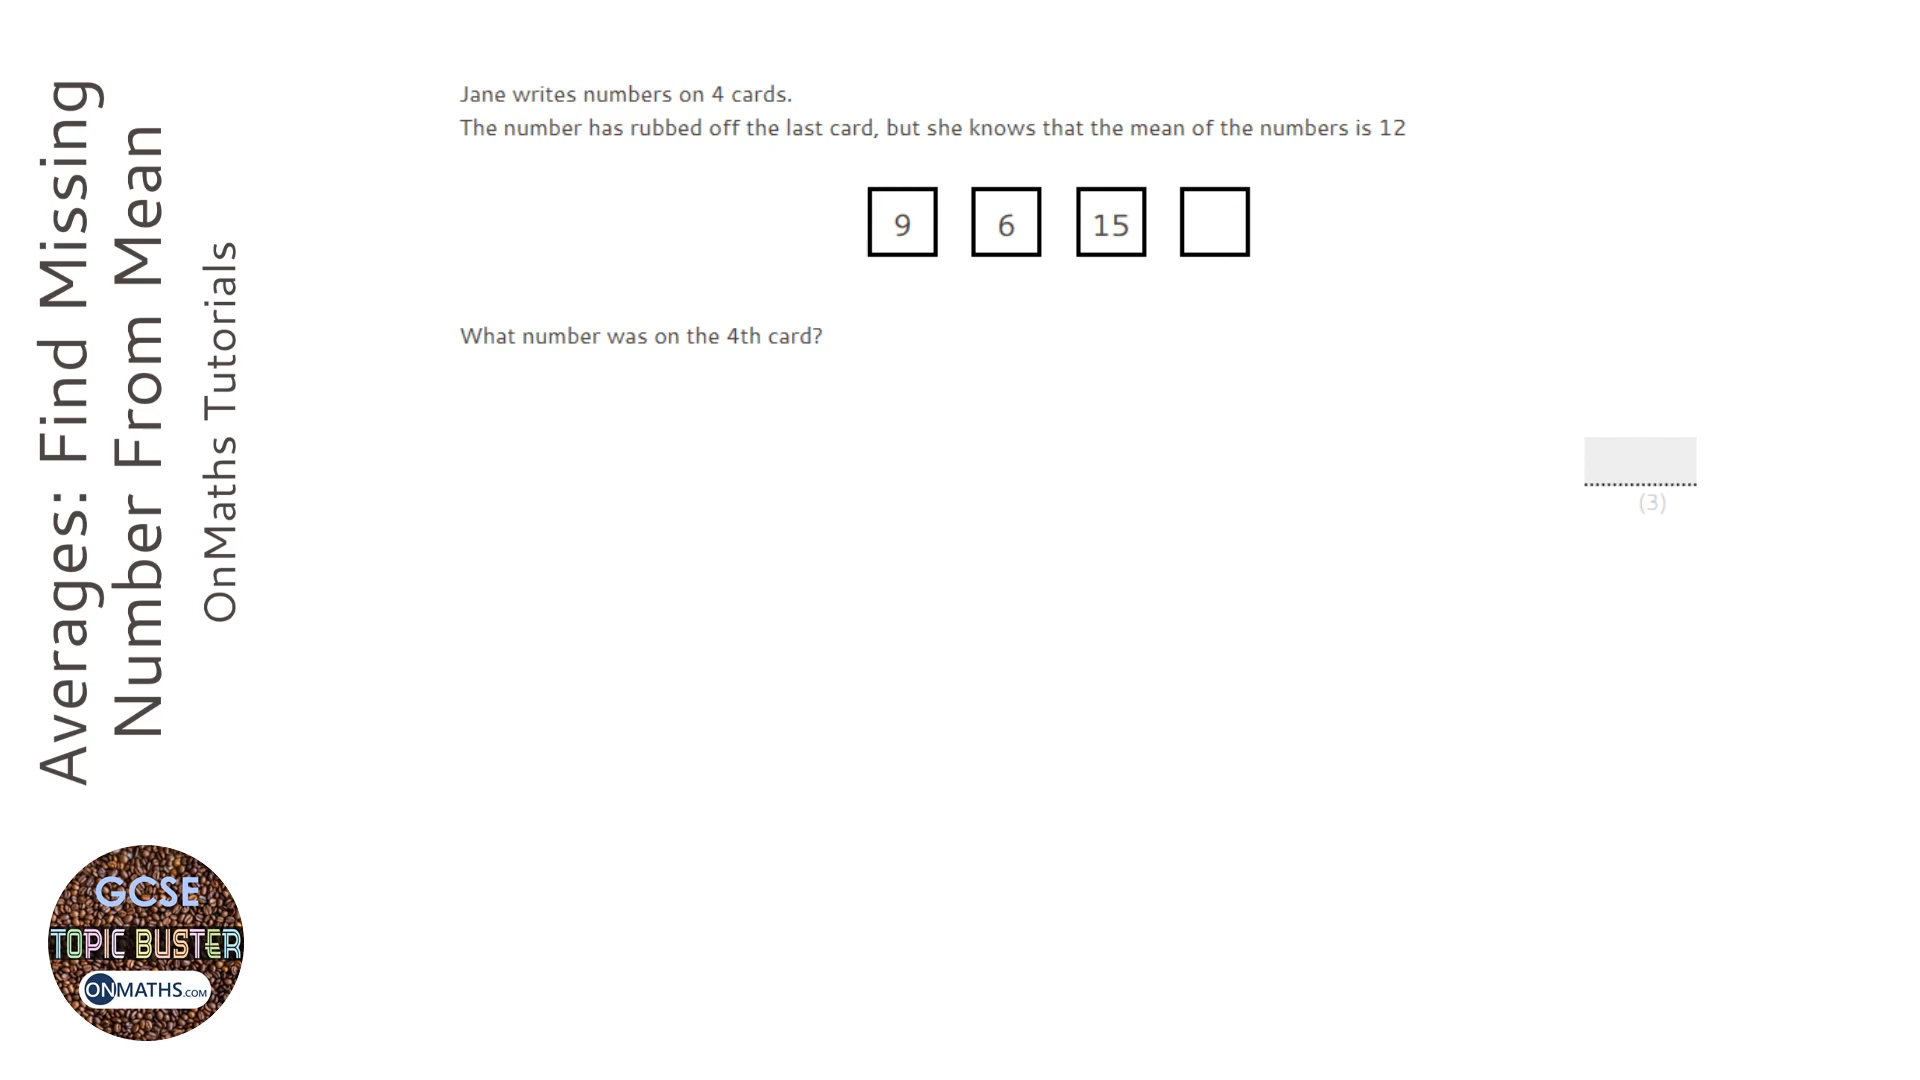 Averages: Find Missing
Number From Mean
OnMaths Tutorials
Jane writes numbers on 4 cards.
The number has rubbed off the last card, but she knows that the mean of the numbers is 12
9 6 15
What number was on the 4th card?
(3)
GCSE
TOPIC BUSTER
ONMATHS.COM